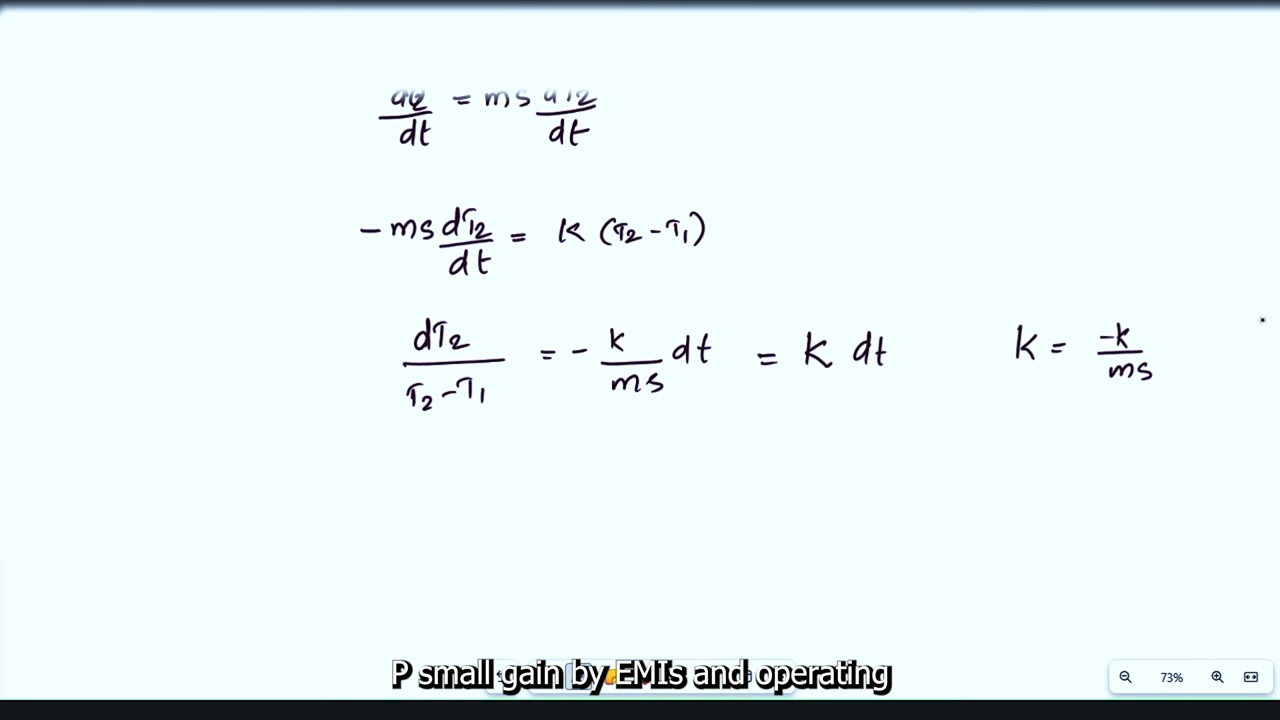 dQ/dt = ms dT2/dt
-ms dT2/dt = k (T2 - T1)
dT2/(T2 - T1) = - k/ms dt = K dt K = -k/ms
P small gain by EMIs and operating
73%